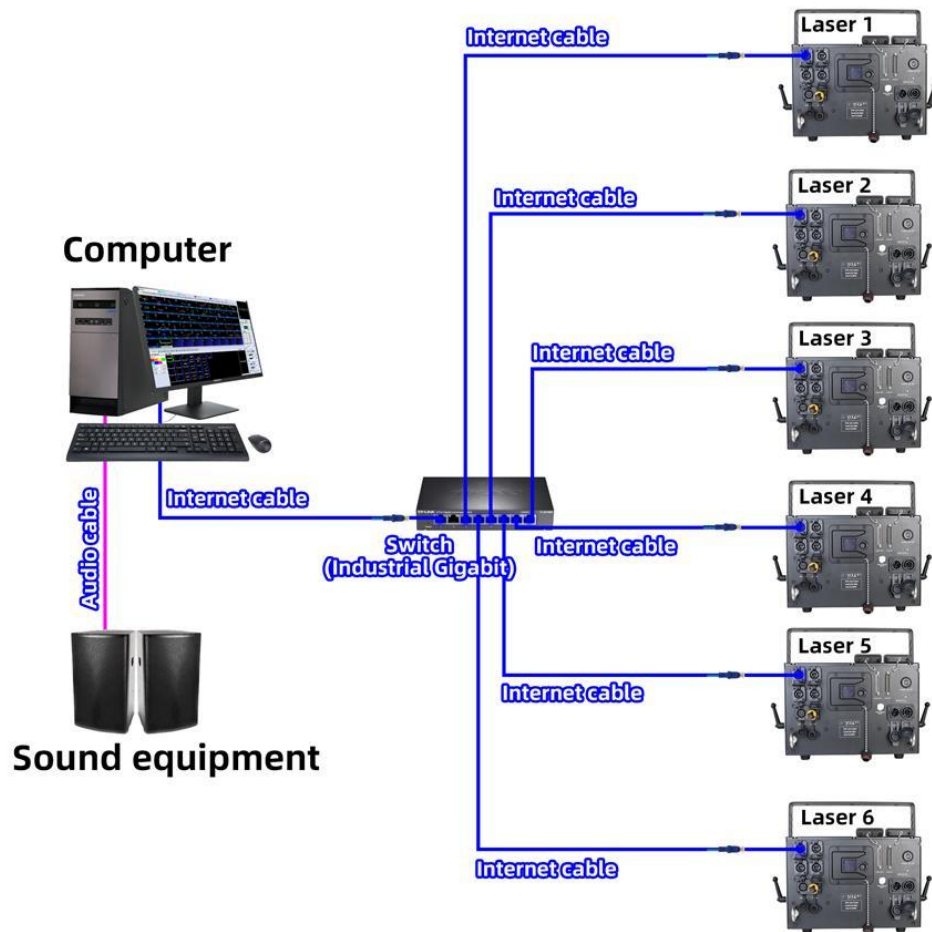 Internet cable
Laser 1
Internet cable
Laser 2
Computer
Internet cable
Laser 3
Internet cable
Audio cable
Laser 4
Switch
(Industrial Gigabit)
Internet cable
Laser 5
Internet cable
Sound equipment
Laser 6
Internet cable